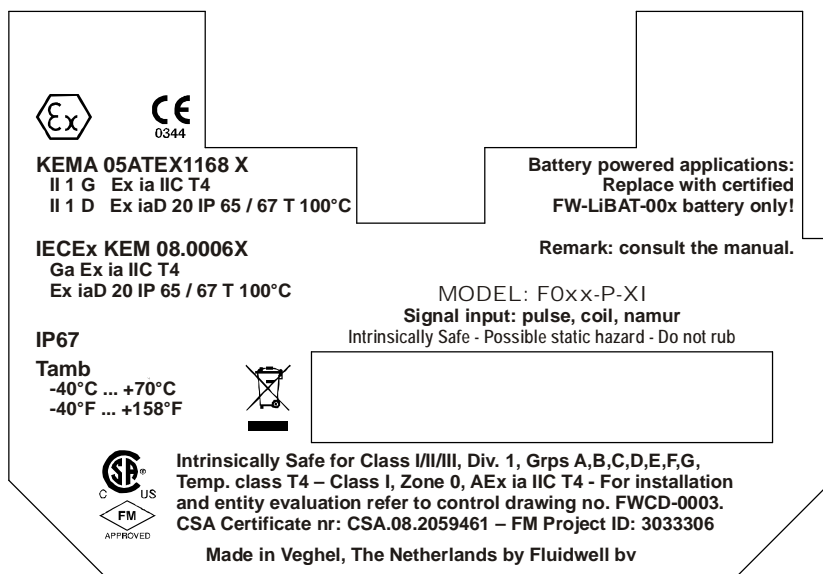 Ex
CE
0344
KEMA 05ATEX1168 X
II 1 G Ex ia IIC T4
II 1 D Ex iaD 20 IP 65 / 67 T 100°C
Battery powered applications:
Replace with certified
FW-LiBAT-00x battery only!
IECEx KEM 08.0006X
Ga Ex ia IIC T4
Ex iaD 20 IP 65 / 67 T 100°C
Remark: consult the manual.
MODEL: F0xx-P-XI
Signal input: pulse, coil, namur
Intrinsically Safe - Possible static hazard - Do not rub
IP67
Tamb
-40°C ... +70°C
-40°F ... +158°F
SA®
C US
FM
APPROVED
Intrinsically Safe for Class I/II/III, Div. 1, Grps A,B,C,D,E,F,G,
Temp. class T4 – Class I, Zone 0, AEx ia IIC T4 - For installation
and entity evaluation refer to control drawing no. FWCD-0003.
CSA Certificate nr: CSA.08.2059461 – FM Project ID: 3033306
Made in Veghel, The Netherlands by Fluidwell bv